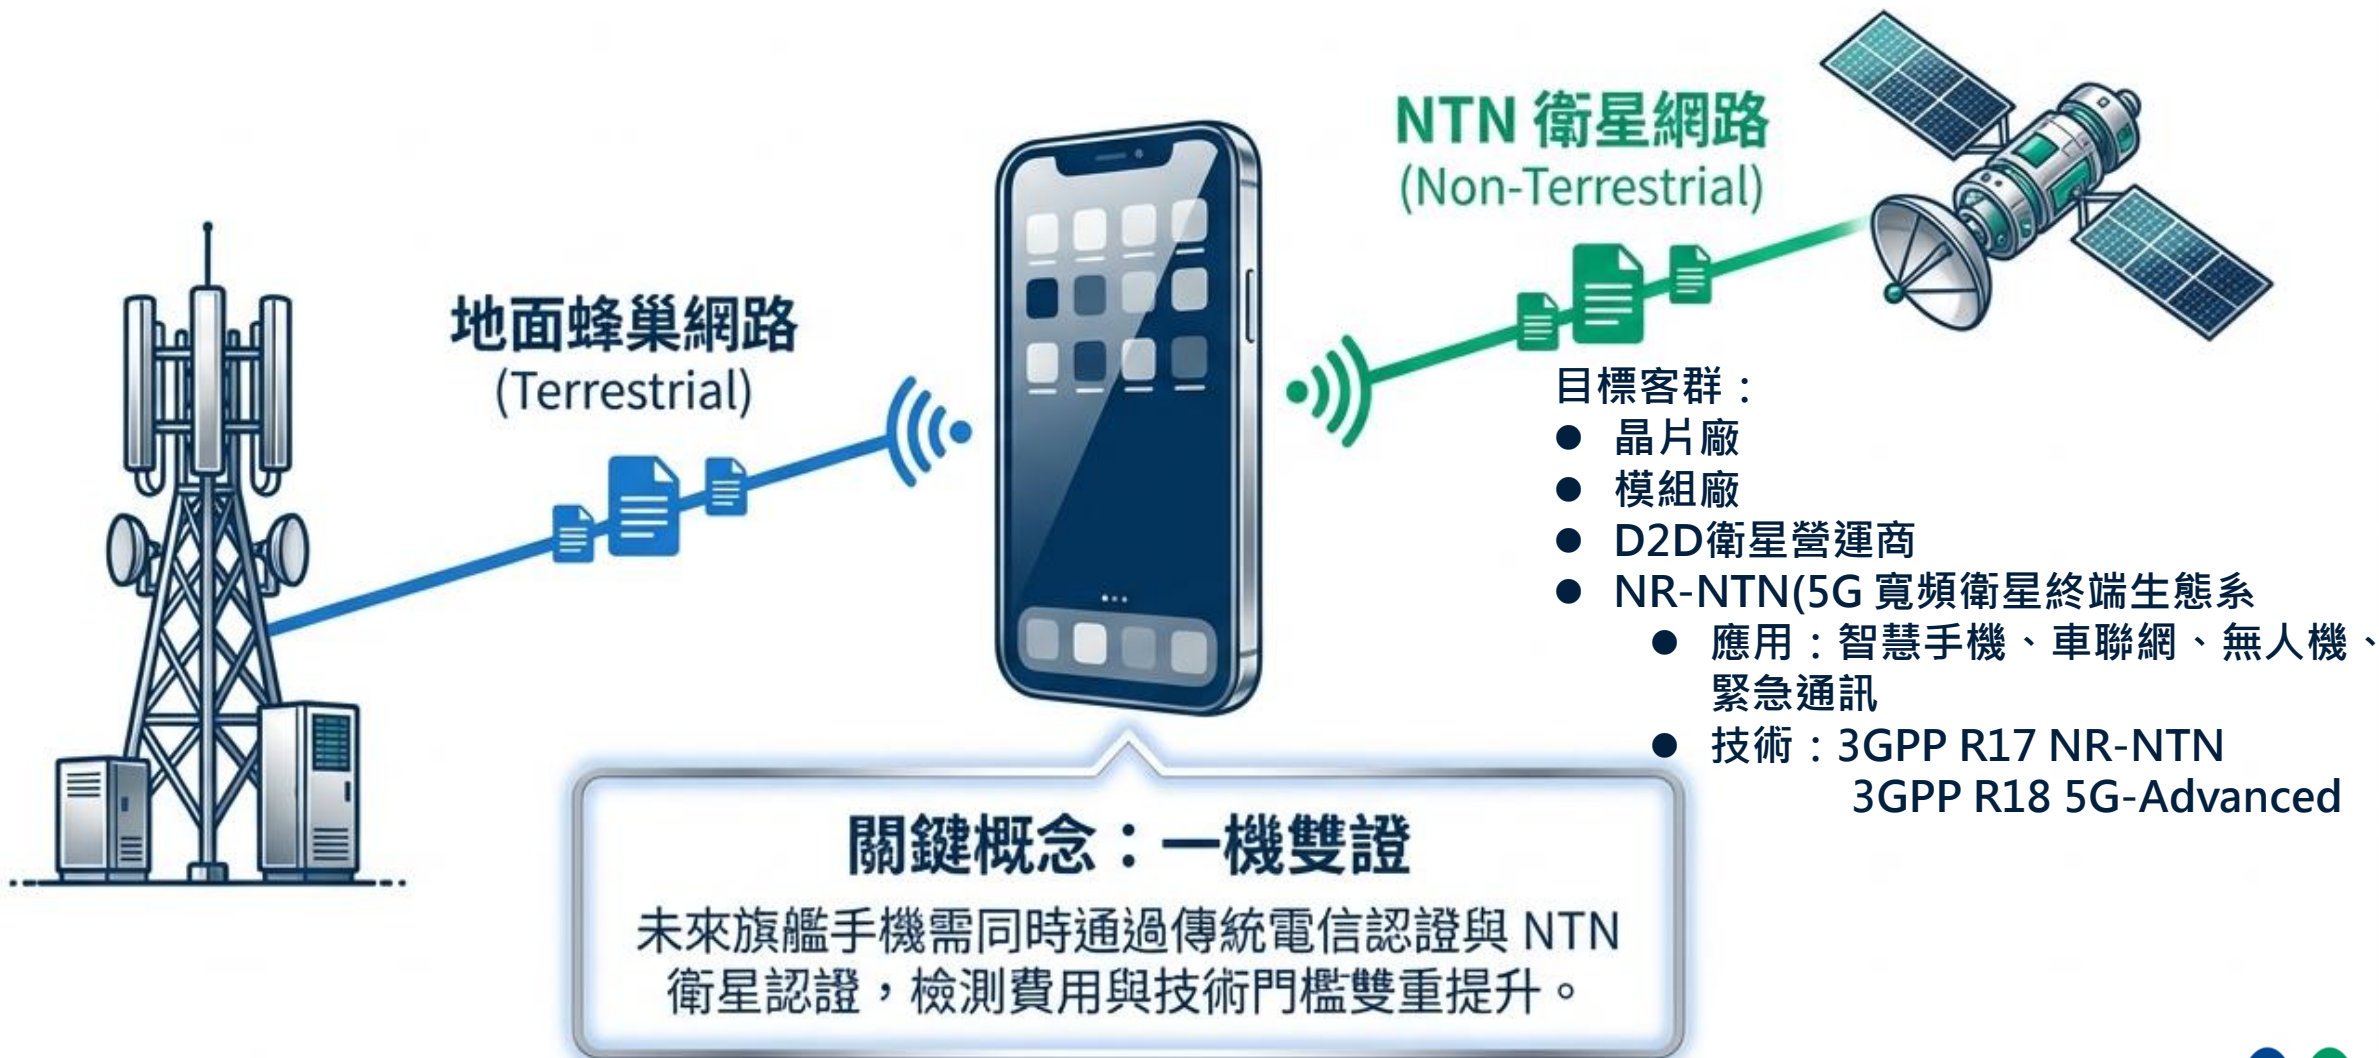 地面蜂巢網路
(Terrestrial)
NTN 衛星網路
(Non-Terrestrial)
目標客群：
● 晶片廠
● 模組廠
● D2D衛星營運商
● NR-NTN(5G 寬頻衛星終端生態系
● 應用：智慧手機、車聯網、無人機、
緊急通訊
● 技術：3GPP R17 NR-NTN
3GPP R18 5G-Advanced
關鍵概念：一機雙證
未來旗艦手機需同時通過傳統電信認證與 NTN
衛星認證，檢測費用與技術門檻雙重提升。